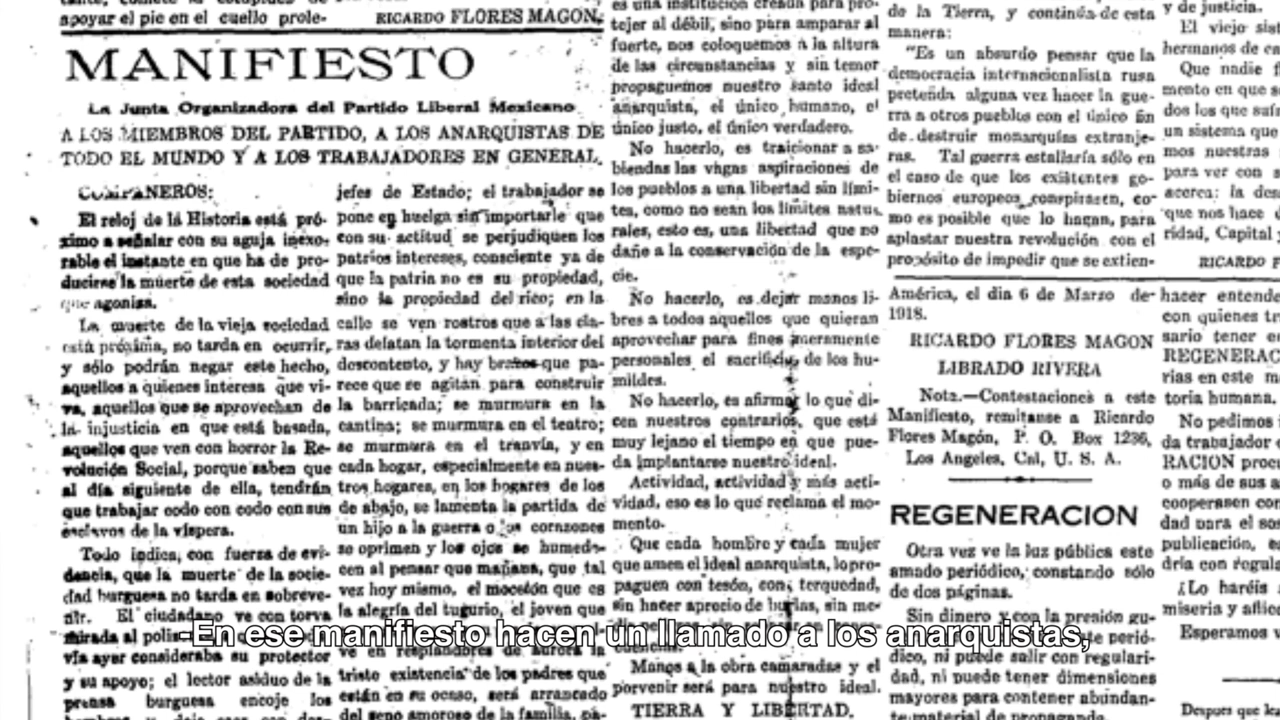 apoyar el pie en el cuello prole-
RICARDO FLORES MAGON.
MANIFIESTO
La Junta Organizadora del Partido Liberal Mexicano
A LOS MIEMBROS DEL PARTIDO, A LOS ANARQUISTAS DE
TODO EL MUNDO Y A LOS TRABAJADORES EN GENERAL.
COMPAÑEROS:
El reloj de la Historia está pró-
ximo a señalar con su aguja inexo-
rable el instante en que ha de pro-
ducirse la muerte de esta sociedad
que agoniza.
La muerte de la vieja sociedad
está próxima, no tarda en ocurrir,
y sólo podrán negar este hecho,
aquellos a quienes interesa que vi-
va, aquellos que se aprovechan de
la injusticia en que está basada,
aquellos que ven con horror la Re-
volución Social, porque saben que
al día siguiente de ella, tendrán
que trabajar codo con codo con sus
esclavos de la víspera.
Todo indica, con fuerza de evi-
dencia, que la muerte de la socie-
dad burguesa no tarda en sobreve-
nir. El ciudadano ve con torva
mirada al
vía ayer consideraba su protector
y su apoyo; el lector asiduo de la
prensa burguesa encoje los
jefes de Estado; el trabajador se
pone en huelga sin importarle que
con su actitud se perjudiquen los
patrios intereses, consciente ya de
que la patria no es su propiedad,
sino la propiedad del rico; en la
calle se ven rostros que a las cla-
ras delatan la tormenta interior del
descontento, y hay brazos que pa-
rece que se agitan para construir
la barricada; se murmura en la
cantina; se murmura en el teatro;
se murmura en el tranvía, y en
cada hogar, especialmente en nues-
tros hogares, en los hogares de los
de abajo, se lamenta la partida de
un hijo a la guerra o los corazones
se oprimen y los ojos se humede-
cen al pensar que mañana, que tal
vez hoy mismo, el mocetón que es
la alegría del tugurio, el joven que
ve en resplandores de aurora la
triste existencia de los padres que
están en su ocaso, será arrancado
del seno amoroso de la familia, pa-
es una institución creada para pro-
tejer al débil, sino para amparar al
fuerte, nos coloquemos a la altura
de las circunstancias y sin temor
propaguemos nuestro santo ideal
anarquista, el único humano, el
único justo, el único verdadero.
No hacerlo, es traicionar a sa-
biendas las vagas aspiraciones de
los pueblos a una libertad sin lími-
tes, como no sean los límites natu-
rales, esto es, una libertad que no
dañe a la conservación de la espe-
cie.
No hacerlo, es dejar manos li-
bres a todos aquellos que quieran
aprovechar para fines meramente
personales el sacrificio de los hu-
mildes.
No hacerlo, es afirmar lo que di-
cen nuestros contrarios, que está
muy lejano el tiempo en que pue-
da implantarse nuestro ideal.
Actividad, actividad y más acti-
vidad, eso es lo que reclama el mo-
mento.
Que cada hombre y cada mujer
que amen el ideal anarquista, lo pro-
paguen con tesón, con terquedad,
sin hacer aprecio de burlas, sin me-
Manos a la obra camaradas y el
porvenir será para nuestro ideal.
TIERRA Y LIBERTAD.
de la Tierra, y continúa de esta
manera:
"Es un absurdo pensar que la
democracia internacionalista rusa
pretenda alguna vez hacer la gue-
rra a otros pueblos con el único fin
de destruir monarquías extranje-
ras. Tal guerra estallaría sólo en
el caso de que los existentes go-
biernos europeos conspirasen, co-
mo es posible que lo hagan, para
aplastar nuestra revolución con el
propósito de impedir que se extien-
América, el día 6 de Marzo de
1918.
RICARDO FLORES MAGON
LIBRADO RIVERA
Nota.—Contestaciones a este
Manifiesto, remítanse a Ricardo
Flores Magón, P. O. Box 1236,
Los Angeles, Cal, U. S. A.
REGENERACION
Otra vez ve la luz pública este
amado periódico, constando sólo
de dos páginas.
Sin dinero y con la presión gu-
te perió-
dico, ni puede salir con regulari-
dad, ni puede tener dimensiones
mayores para contener abundan-
te material de propaganda.
y de justicia.
El viejo sis
hermanos de
Que nadie
mento en que s
dos los que
un sistema que
mos nuestras
para ver con
acerca: la des
que nos hace
ridad, Capital y
RICARDO F
hacer entende
con quienes
sario tener
REGENERAC
rias en este
toria humana.
No pedimos
da trabajador
RACION procu
o más de sus
cooperasen con
dad para el
publicación,
dría con regula
¿Lo haréis
miseria y
Esperamos
Despues que
-En ese manifiesto hacen un llamado a los anarquistas,